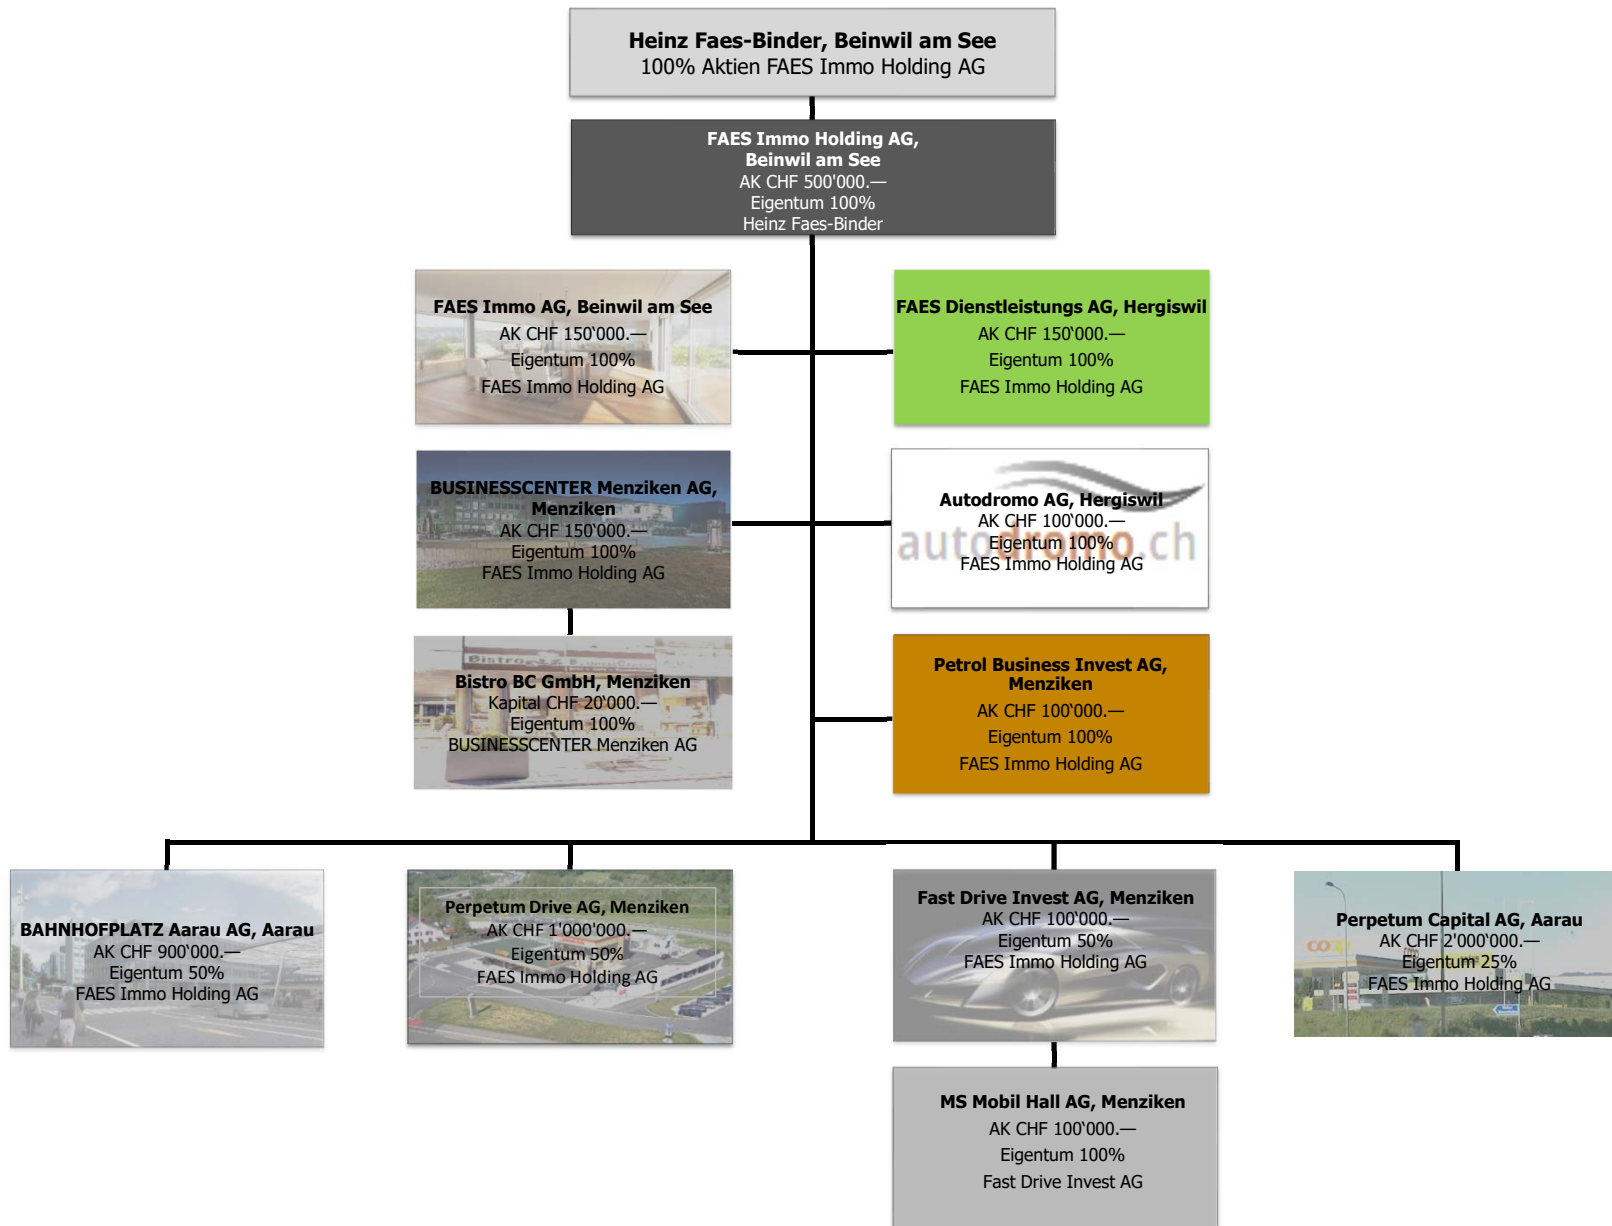 Heinz Faes-Binder, Beinwil am See
100% Aktien FAES Immo Holding AG
FAES Immo Holding AG,
Beinwil am See
AK CHF 500'000.—
Eigentum 100%
Heinz Faes-Binder
FAES Immo AG, Beinwil am See
AK CHF 150‘000.—
Eigentum 100%
FAES Immo Holding AG
FAES Dienstleistungs AG, Hergiswil
AK CHF 150‘000.—
Eigentum 100%
FAES Immo Holding AG
BUSINESSCENTER Menziken AG,
Menziken
AK CHF 150‘000.—
Eigentum 100%
FAES Immo Holding AG
Autodromo AG, Hergiswil
AK CHF 100‘000.—
Eigentum 100%
FAES Immo Holding AG
autodromo.ch
Bistro
Bistro BC GmbH, Menziken
Kapital CHF 20‘000.—
Eigentum 100%
BUSINESSCENTER Menziken AG
Petrol Business Invest AG,
Menziken
AK CHF 100‘000.—
Eigentum 100%
FAES Immo Holding AG
BAHNHOFPLATZ Aarau AG, Aarau
AK CHF 900‘000.—
Eigentum 50%
FAES Immo Holding AG
Perpetum Drive AG, Menziken
AK CHF 1‘000‘000.—
Eigentum 50%
FAES Immo Holding AG
Fast Drive Invest AG, Menziken
AK CHF 100‘000.—
Eigentum 50%
FAES Immo Holding AG
Perpetum Capital AG, Aarau
AK CHF 2'000‘000.—
Eigentum 25%
FAES Immo Holding AG
coop
MS Mobil Hall AG, Menziken
AK CHF 100‘000.—
Eigentum 100%
Fast Drive Invest AG